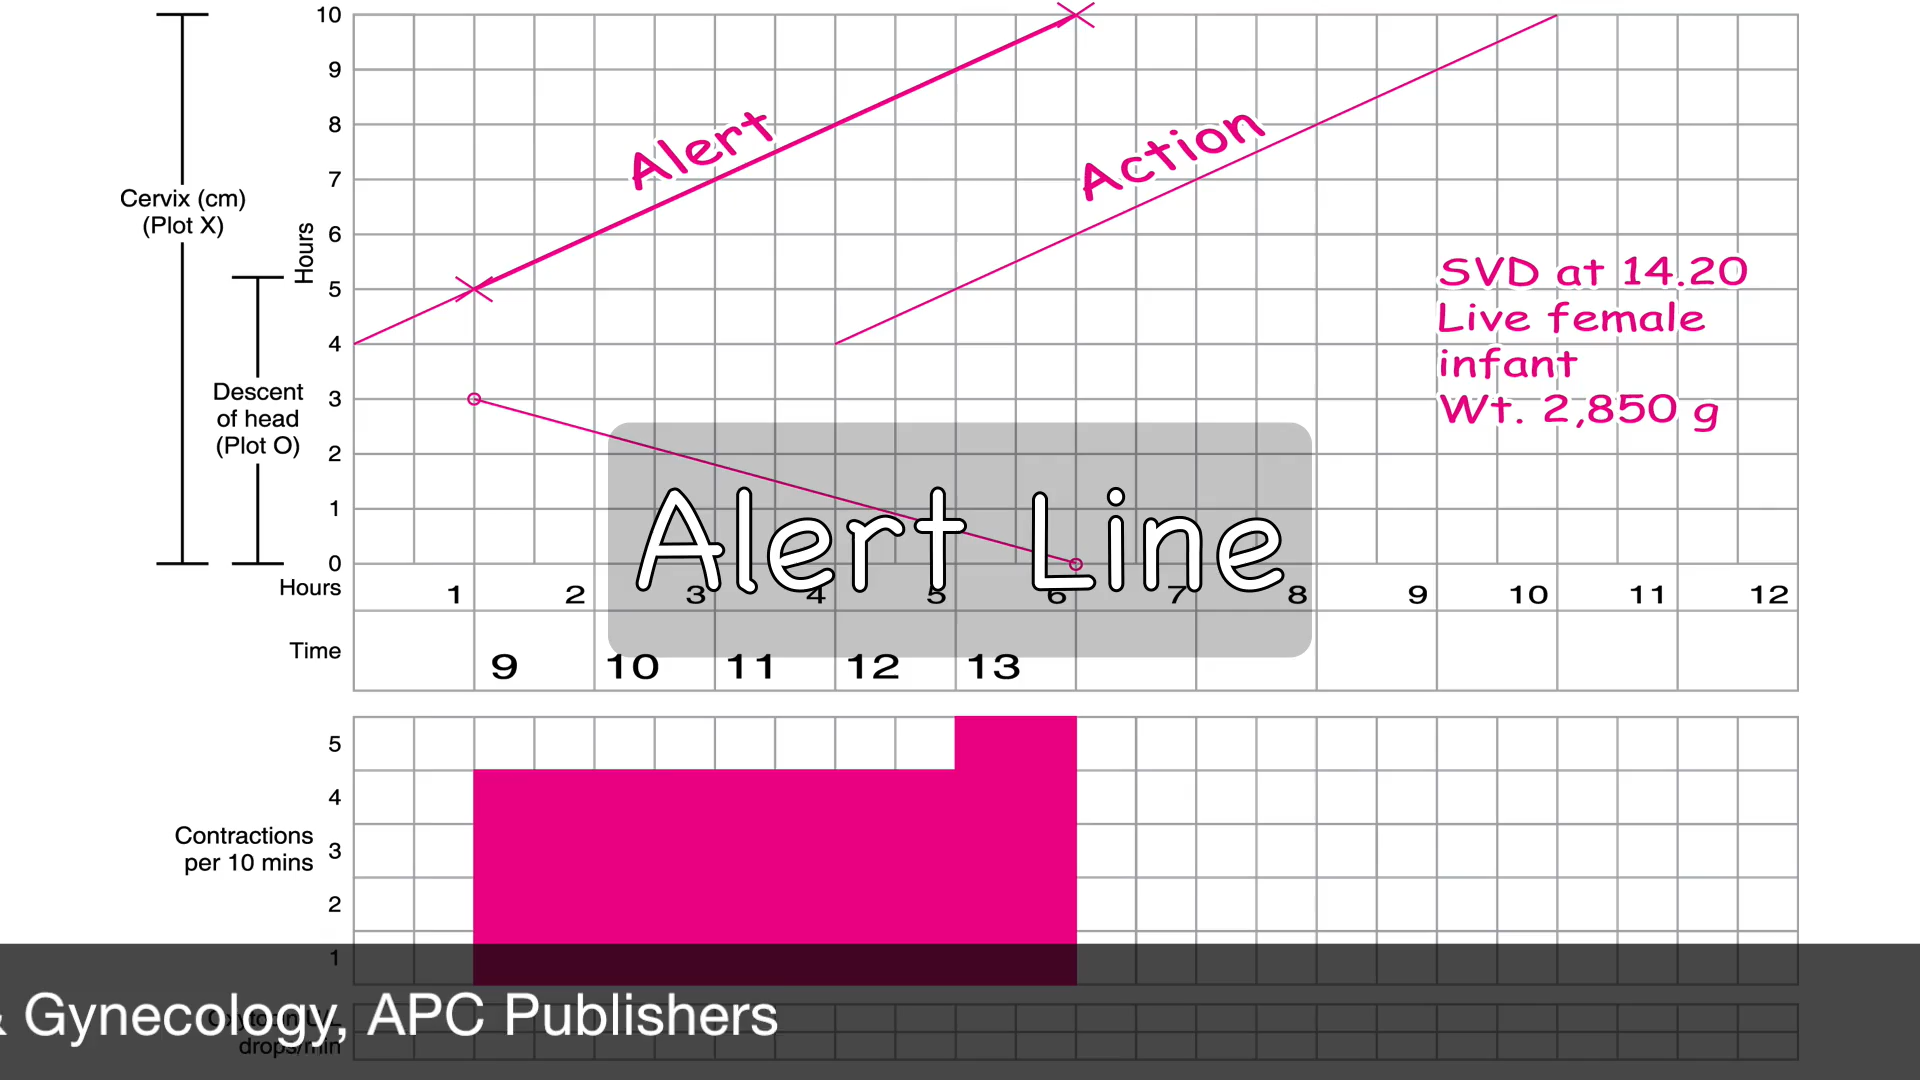 10
9
8
7
6
5
4
3
2
1
0
Cervix (cm)
(Plot X)
Hours
Descent
of head
(Plot O)
Alert
Action
SVD at 14.20
Live female
infant
Wt. 2,850 g
Alert Line
Hours 1 2 3 4 5 6 7 8 9 10 11 12
Time 9 10 11 12 13
Contractions
per 10 mins
5
4
3
2
1
& Gynecology, APC Publishers
drops/min